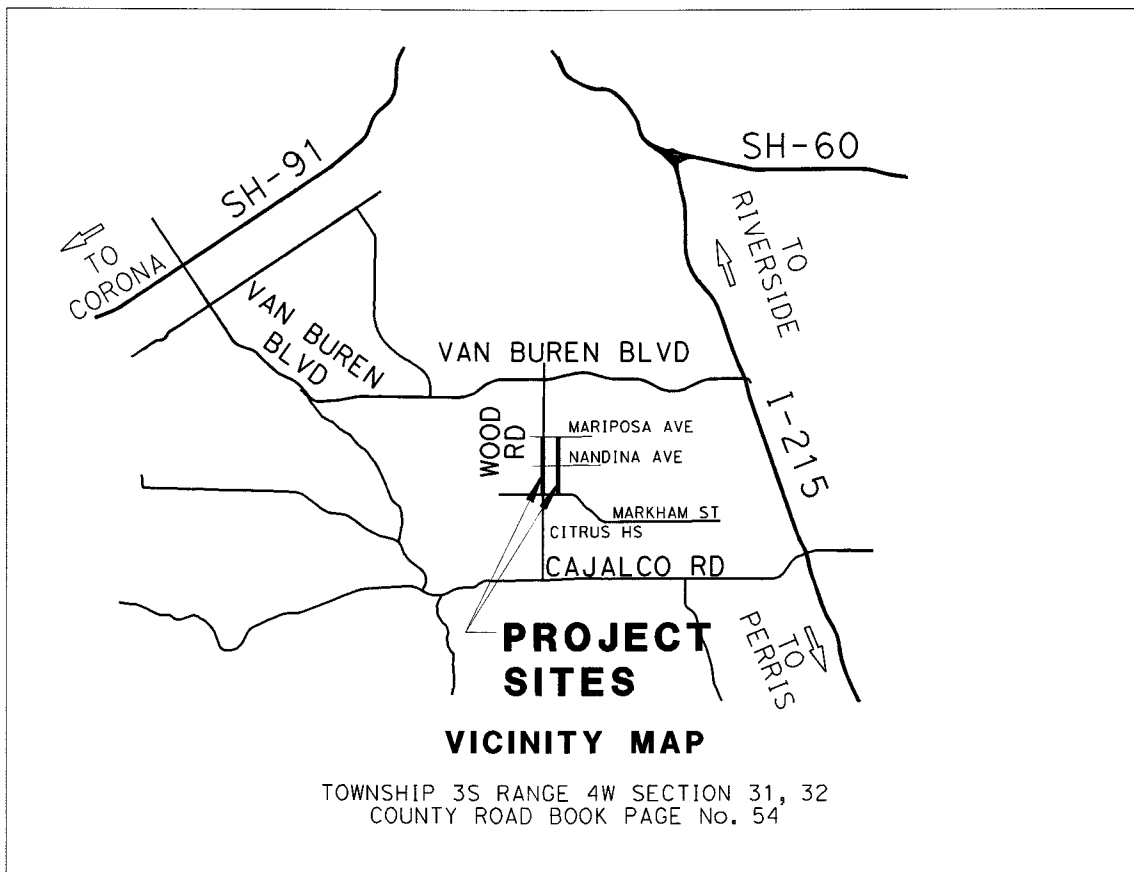 SH-91
SH-60
TO
CORONA
TO
RIVERSIDE
VAN BUREN
BLVD
VAN BUREN BLVD
I-215
WOOD
RD
MARIPOSA AVE
NANDINA AVE
MARKHAM ST
CITRUS HS
CAJALCO RD
TO
PERRIS
PROJECT
SITES
VICINITY MAP
TOWNSHIP 3S RANGE 4W SECTION 31, 32
COUNTY ROAD BOOK PAGE No. 54